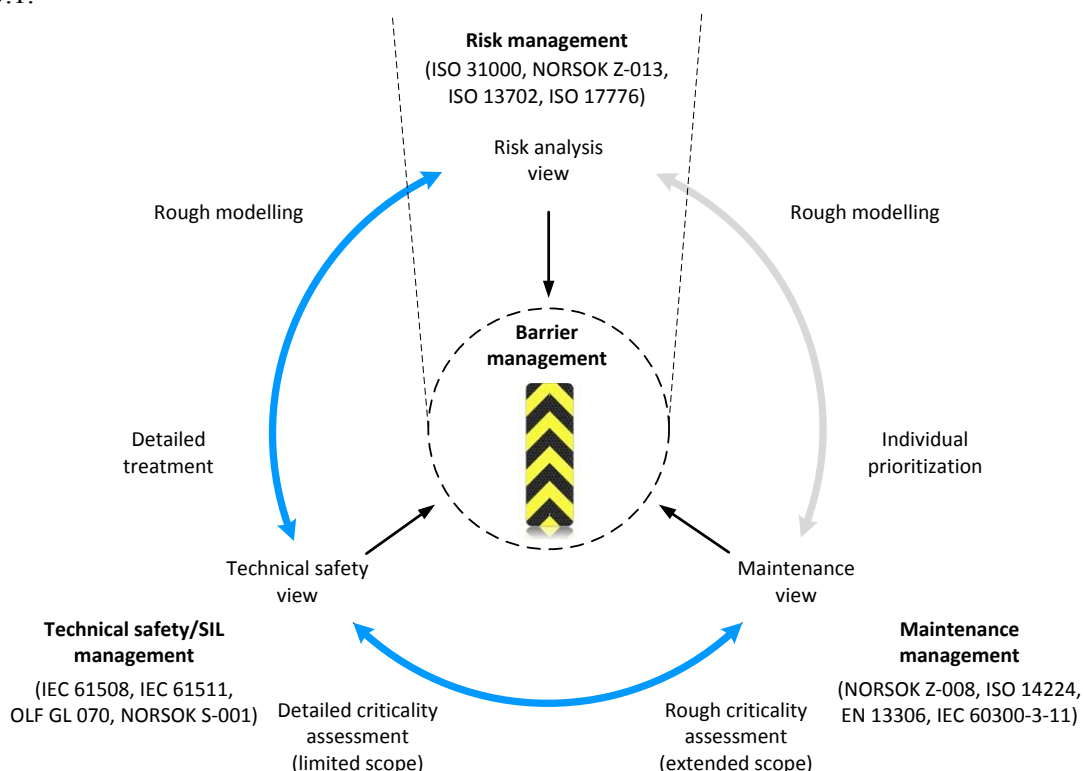 Risk management
(ISO 31000, NORSOK Z-013,
ISO 13702, ISO 17776)
Risk analysis
view
Rough modelling
Rough modelling
Barrier
management
Detailed
treatment
Individual
prioritization
Technical safety
view
Maintenance
view
Technical safety/SIL
management
(IEC 61508, IEC 61511,
OLF GL 070, NORSOK S-001)
Maintenance
management
(NORSOK Z-008, ISO 14224,
EN 13306, IEC 60300-3-11)
Detailed criticality
assessment
(limited scope)
Rough criticality
assessment
(extended scope)